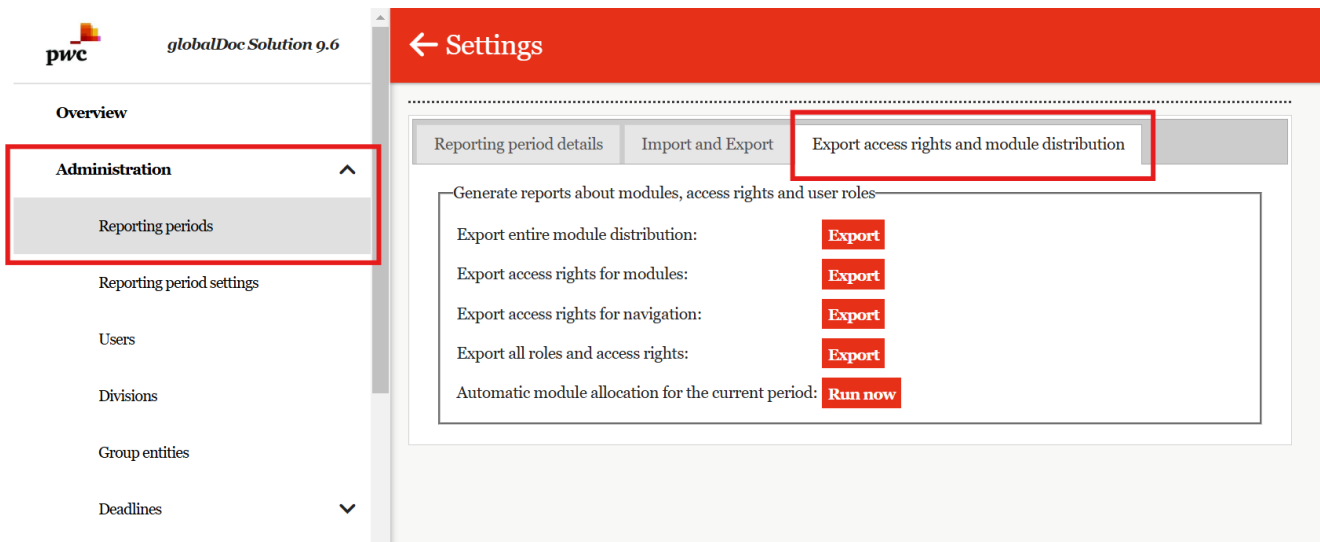 pwc
globalDoc Solution 9.6
Overview
Administration
Reporting periods
Reporting period settings
Users
Divisions
Group entities
Deadlines
Settings
Reporting period details
Import and Export
Export access rights and module distribution
Generate reports about modules, access rights and user roles
Export entire module distribution: Export
Export access rights for modules: Export
Export access rights for navigation: Export
Export all roles and access rights: Export
Automatic module allocation for the current period: Run now